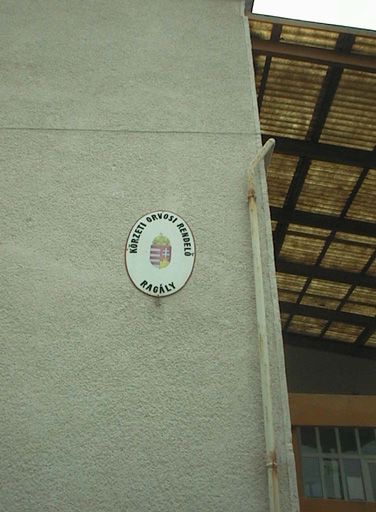 KÖRZETI ORVOSI RENDELŐ
RAGÁLY